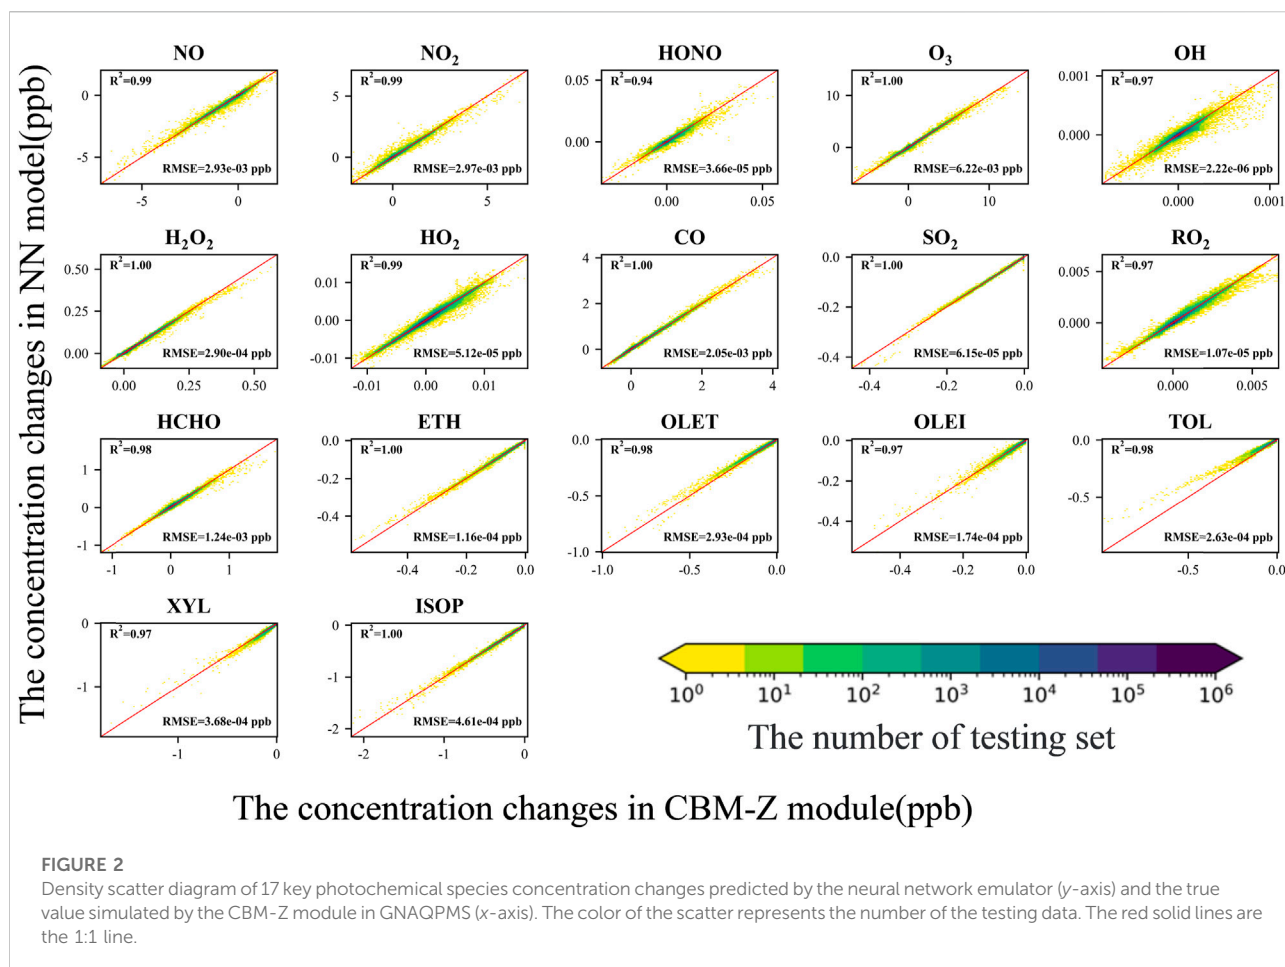 The concentration changes in NN model(ppb)
NO
R²=0.99
0
-5
RMSE=2.93e-03 ppb
-5 0
NO₂
R²=0.99
5
0
RMSE=2.97e-03 ppb
0 5
HONO
0.05
R²=0.94
0.00
RMSE=3.66e-05 ppb
0.00 0.05
O₃
R²=1.00
10
0
RMSE=6.22e-03 ppb
0 10
OH
0.001
R²=0.97
0.000
RMSE=2.22e-06 ppb
0.000 0.001
H₂O₂
0.50
R²=1.00
0.25
0.00
RMSE=2.90e-04 ppb
0.00 0.25 0.50
HO₂
R²=0.99
0.01
0.00
-0.01
RMSE=5.12e-05 ppb
-0.01 0.00 0.01
CO
4
R²=1.00
2
0
RMSE=2.05e-03 ppb
0 2 4
SO₂
0.0
R²=1.00
-0.2
-0.4
RMSE=6.15e-05 ppb
-0.4 -0.2 0.0
RO₂
R²=0.97
0.005
0.000
RMSE=1.07e-05 ppb
0.000 0.005
HCHO
R²=0.98
1
0
-1
RMSE=1.24e-03 ppb
-1 0 1
ETH
0.0
R²=1.00
-0.2
-0.4
RMSE=1.16e-04 ppb
-0.4 -0.2 0.0
OLET
0.0
R²=0.98
-0.5
-1.0
RMSE=2.93e-04 ppb
-1.0 -0.5 0.0
OLEI
0.0
R²=0.97
-0.2
-0.4
RMSE=1.74e-04 ppb
-0.4 -0.2 0.0
TOL
0.0
R²=0.98
-0.5
RMSE=2.63e-04 ppb
-0.5 0.0
XYL
0
R²=0.97
-1
RMSE=3.68e-04 ppb
-1 0
ISOP
0
R²=1.00
-1
-2
RMSE=4.61e-04 ppb
-2 -1 0
10⁰ 10¹ 10² 10³ 10⁴ 10⁵ 10⁶
The number of testing set
The concentration changes in CBM-Z module(ppb)
FIGURE 2
Density scatter diagram of 17 key photochemical species concentration changes predicted by the neural network emulator (y-axis) and the true
value simulated by the CBM-Z module in GNAQPMS (x-axis). The color of the scatter represents the number of the testing data. The red solid lines are
the 1:1 line.